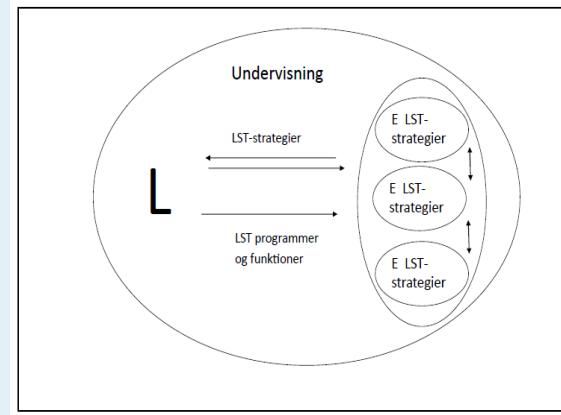 Undervisning
LST-strategier
L
LST programmer
og funktioner
E LST-
strategier
E LST-
strategier
E LST-
strategier